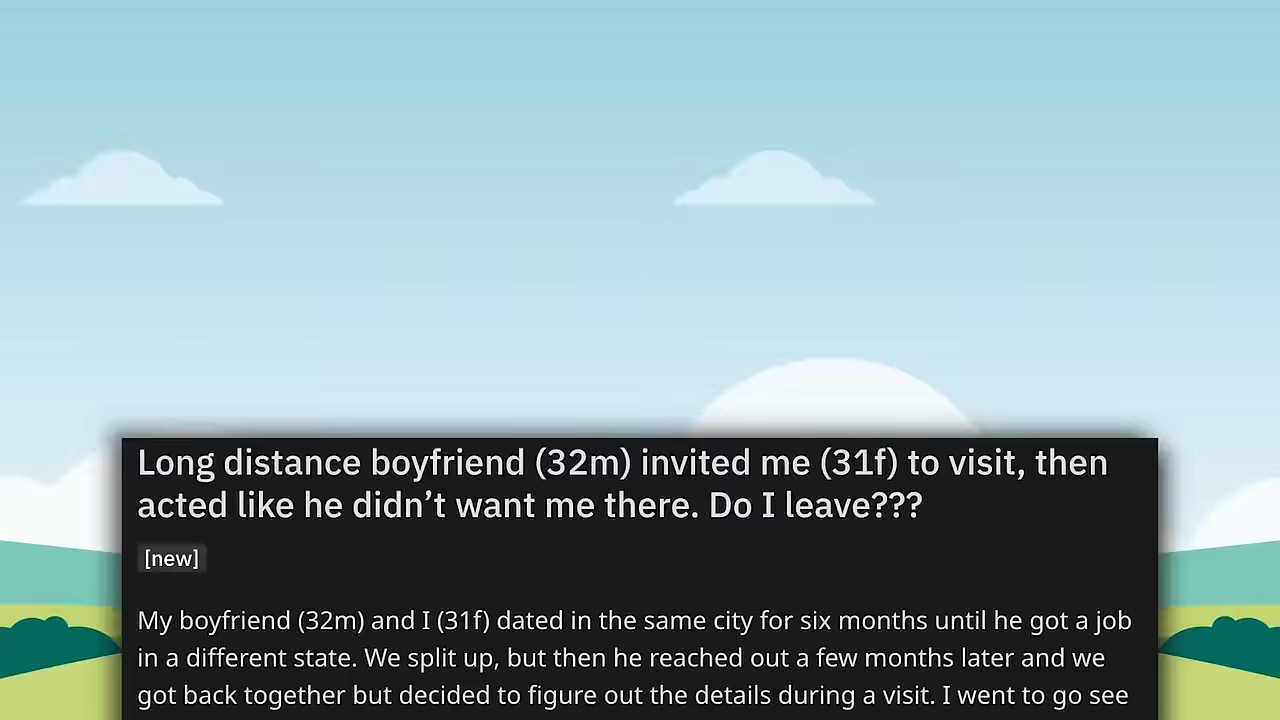 Long distance boyfriend (32m) invited me (31f) to visit, then
acted like he didn’t want me there. Do I leave???
[new]
My boyfriend (32m) and I (31f) dated in the same city for six months until he got a job
in a different state. We split up, but then he reached out a few months later and we
got back together but decided to figure out the details during a visit. I went to go see